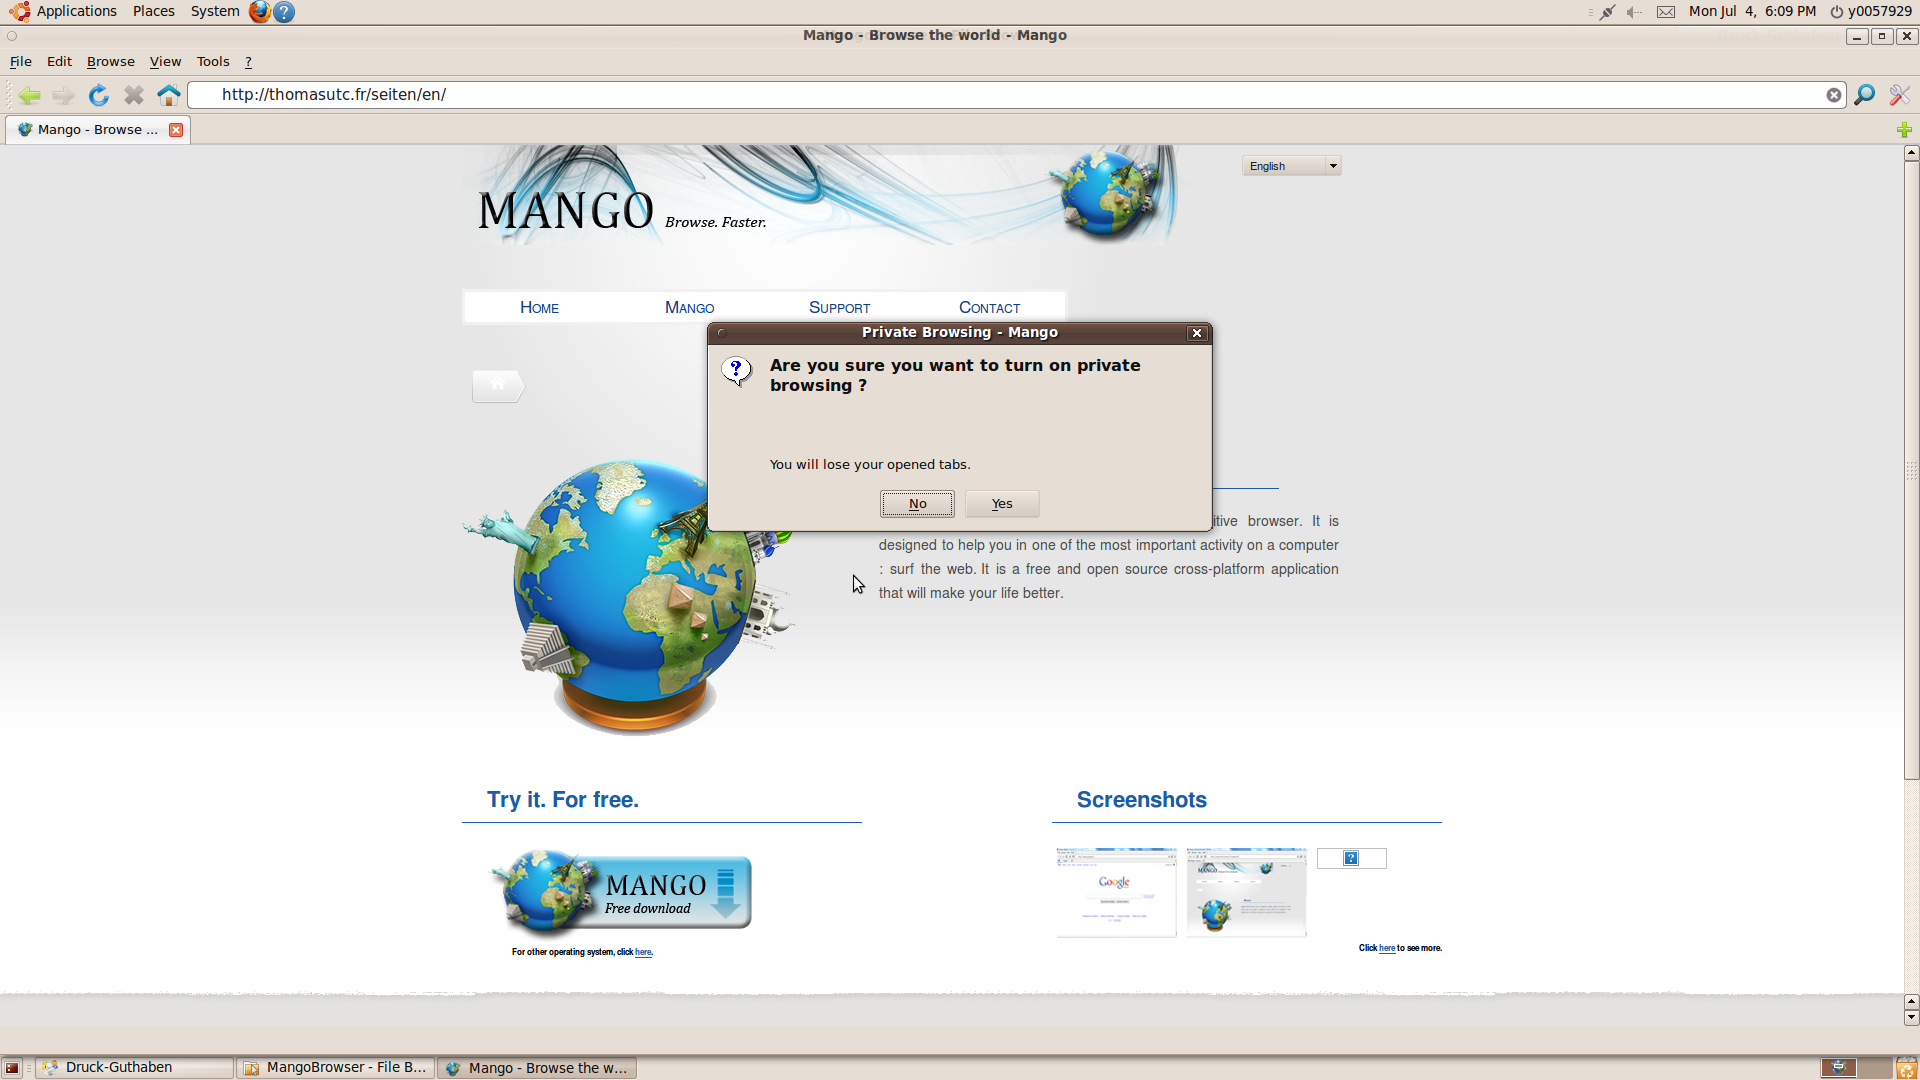 Applications Places System ? Mon Jul 4, 6:09 PM y0057929
Mango - Browse the world - Mango
File Edit Browse View Tools ?
http://thomasutc.fr/seiten/en/
Mango - Browse ...
English
MANGO Browse. Faster.
Home Mango Support Contact
Private Browsing - Mango
? Are you sure you want to turn on private
browsing ?
You will lose your opened tabs.
No Yes
itive browser. It is
designed to help you in one of the most important activity on a computer
: surf the web. It is a free and open source cross-platform application
that will make your life better.
Try it. For free.
Screenshots
MANGO
Free download
Google
MANGO
?
For other operating system, click here.
Click here to see more.
Druck-Guthaben MangoBrowser - File B... Mango - Browse the w...